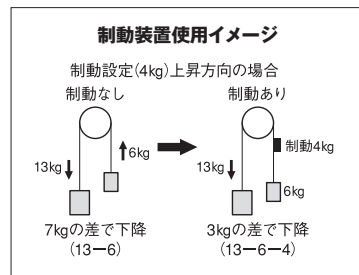 制動装置使用イメージ
制動設定(4kg)上昇方向の場合
制動なし
制動あり
13kg
6kg
13kg
制動4kg
6kg
7kgの差で下降
(13ー6)
3kgの差で下降
(13ー6ー4)